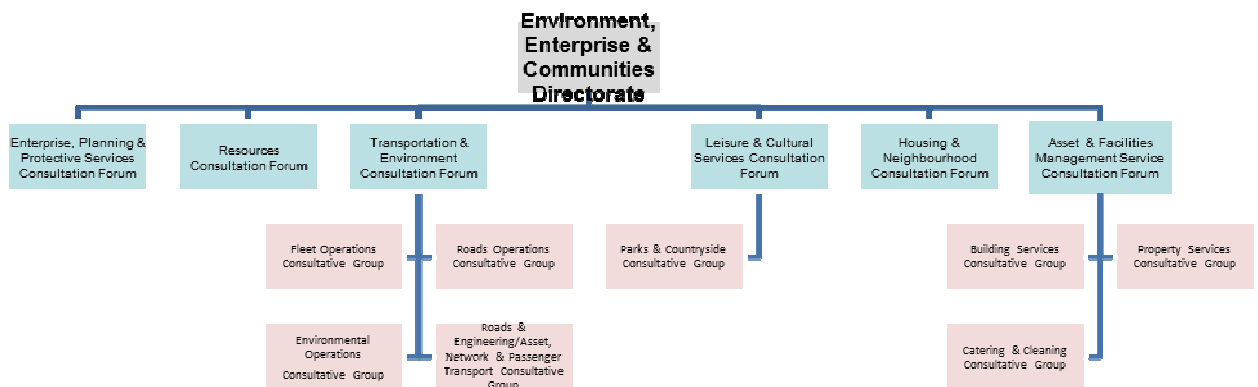 Environment,
Enterprise &
Communities
Directorate
Enterprise, Planning &
Protective Services
Consultation Forum
Resources
Consultation Forum
Transportation &
Environment
Consultation Forum
Leisure & Cultural
Services Consultation
Forum
Housing &
Neighbourhood
Consultation Forum
Asset & Facilities
Management Service
Consultation Forum
Fleet Operations
Consultative Group
Roads Operations
Consultative Group
Parks & Countryside
Consultative Group
Building Services
Consultative Group
Property Services
Consultative Group
Environmental
Operations
Consultative Group
Roads &
Engineering/Asset,
Network & Passenger
Transport Consultative
Group
Catering & Cleaning
Consultative Group